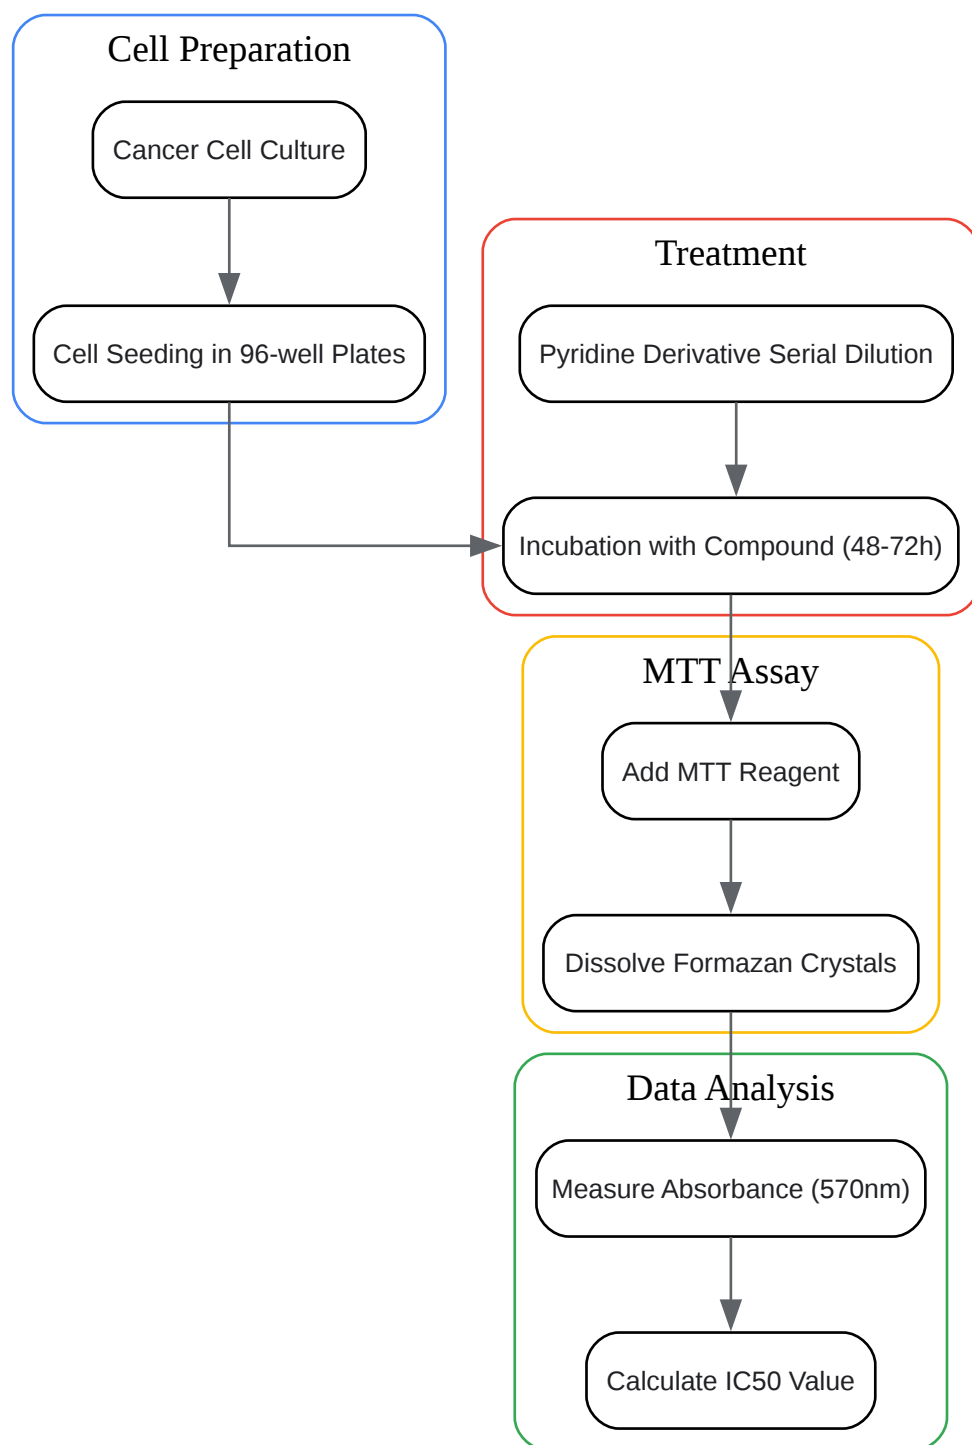 Cell Preparation
Cancer Cell Culture
Cell Seeding in 96-well Plates
Treatment
Pyridine Derivative Serial Dilution
Incubation with Compound (48-72h)
MTT Assay
Add MTT Reagent
Dissolve Formazan Crystals
Data Analysis
Measure Absorbance (570nm)
Calculate IC50 Value